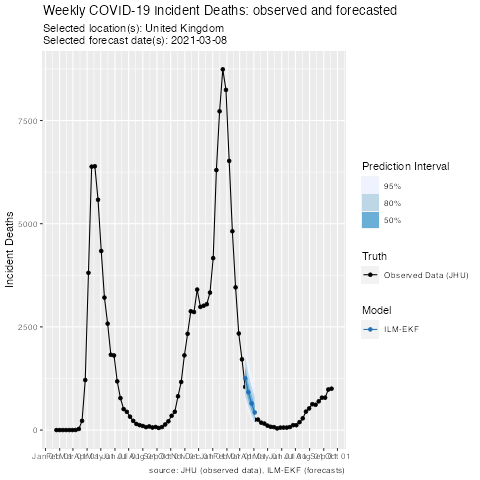 Weekly COVID-19 Incident Deaths: observed and forecasted
Selected location(s): United Kingdom
Selected forecast date(s): 2021-03-08
Incident Deaths
7500
5000
2500
0
Prediction Interval
95%
80%
50%
Truth
Observed Data (JHU)
Model
ILM-EKF
source: JHU (observed data), ILM-EKF (forecasts)